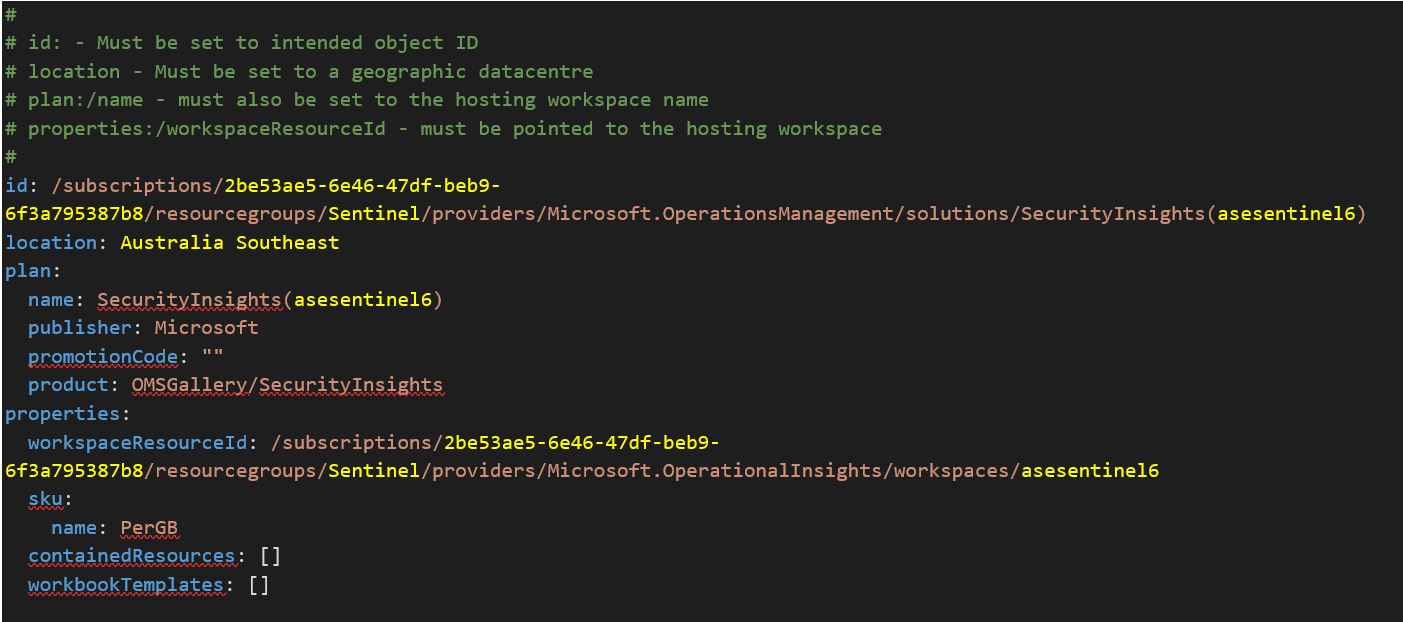 #
# id: - Must be set to intended object ID
# location - Must be set to a geographic datacentre
# plan:/name - must also be set to the hosting workspace name
# properties:/workspaceResourceId - must be pointed to the hosting workspace
#
id: /subscriptions/2be53ae5-6e46-47df-beb9-
6f3a795387b8/resourcegroups/Sentinel/providers/Microsoft.OperationsManagement/solutions/SecurityInsights(asesentinel6)
location: Australia Southeast
plan:
  name: SecurityInsights(asesentinel6)
  publisher: Microsoft
  promotionCode: ""
  product: OMSGallery/SecurityInsights
properties:
  workspaceResourceId: /subscriptions/2be53ae5-6e46-47df-beb9-
6f3a795387b8/resourcegroups/Sentinel/providers/Microsoft.OperationalInsights/workspaces/asesentinel6
  sku:
    name: PerGB
  containedResources: []
  workbookTemplates: []